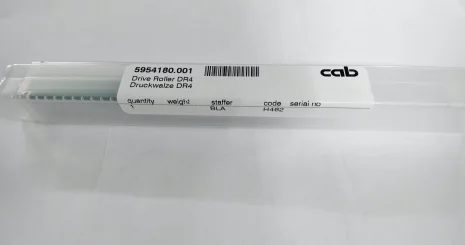 5954180.001
cab
Drive Roller DR4
Druckwalze DR4
quantity weight staffer code serial no
1 BLA H462